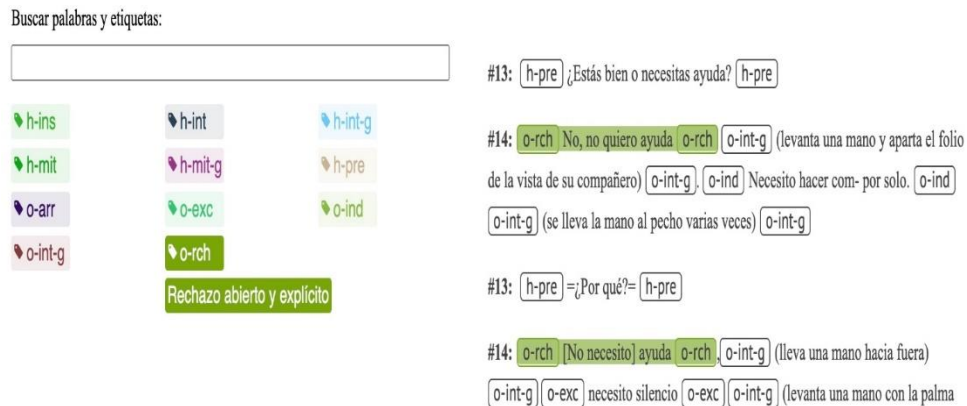 Buscar palabras y etiquetas:
h-ins h-int h-int-g
h-mit h-mit-g h-pre
o-arr o-exc o-ind
o-int-g o-rch
Rechazo abierto y explícito
#13: h-pre ¿Estás bien o necesitas ayuda? h-pre
#14: o-rch No, no quiero ayuda o-rch o-int-g (levanta una mano y aparta el folio
de la vista de su compañero) o-int-g . o-ind Necesito hacer com- por solo. o-ind
o-int-g (se lleva la mano al pecho varias veces) o-int-g
#13: h-pre =¿Por qué?= h-pre
#14: o-rch [No necesito] ayuda o-rch , o-int-g (lleva una mano hacia fuera)
o-int-g o-exc necesito silencio o-exc o-int-g (levanta una mano con la palma